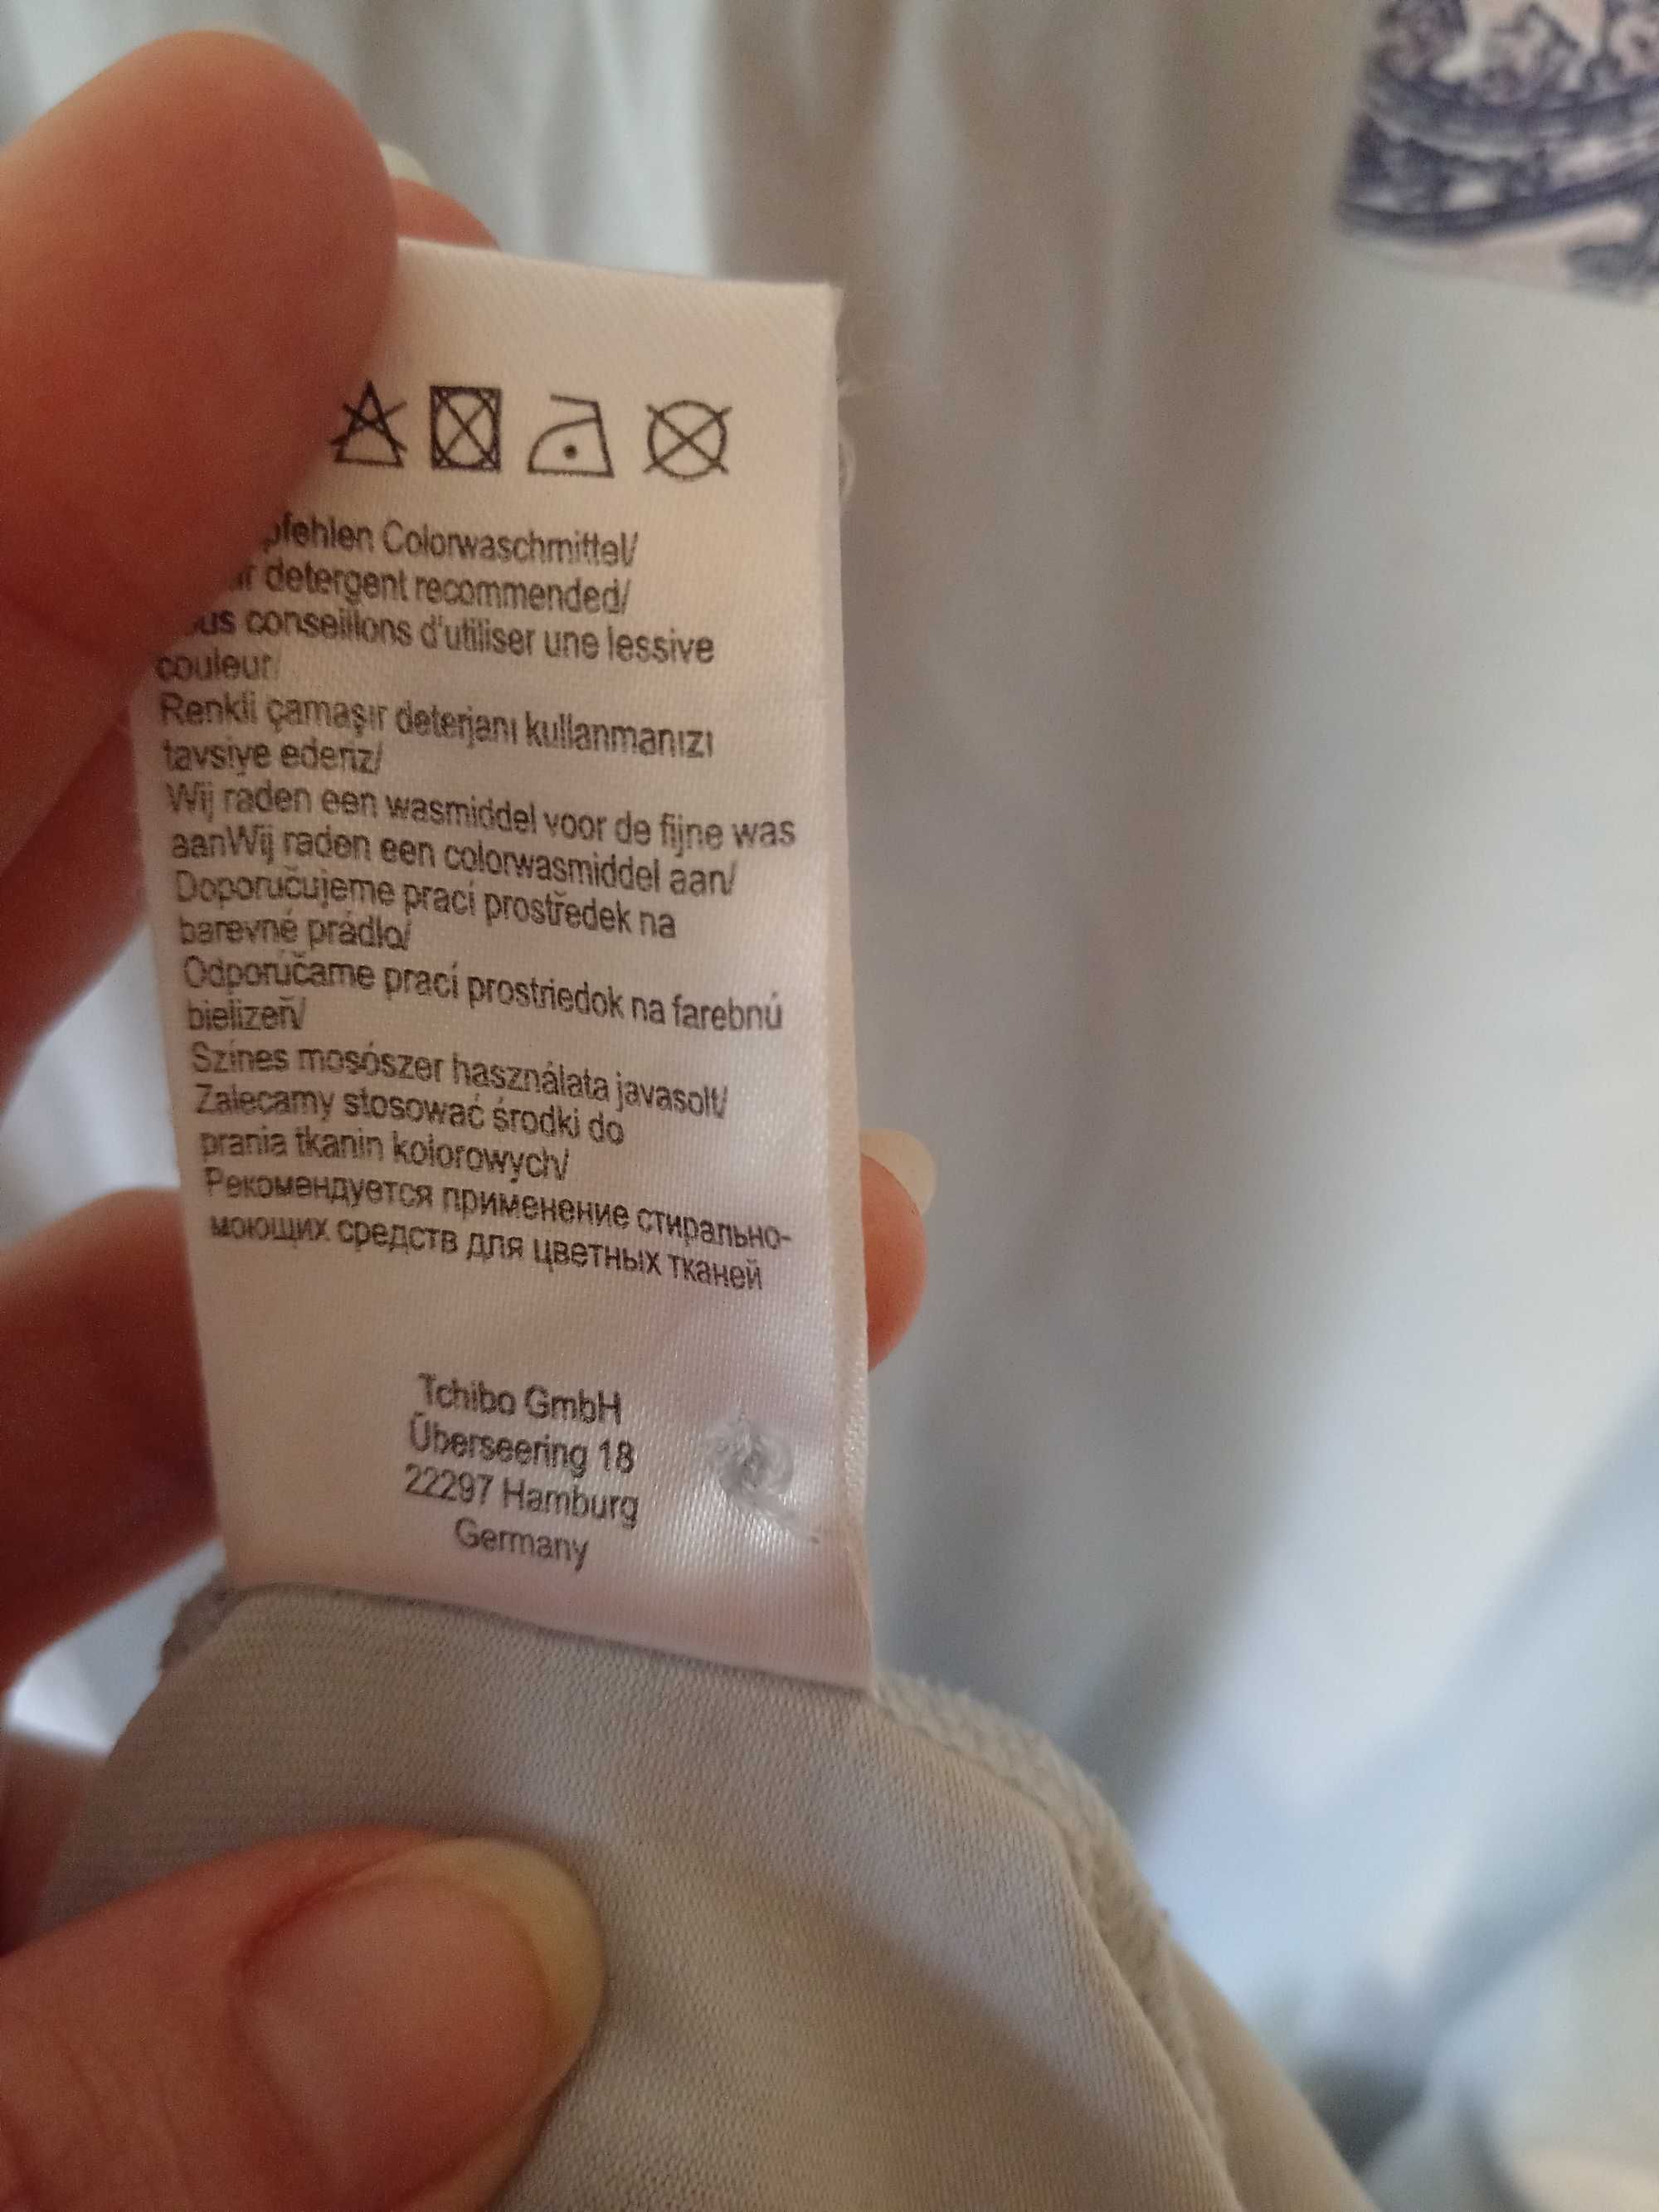 detergent recommended/
conseillons d'utiliser une lessive
couleur/
Renkli çamaşır deterjanı kullanmanızı
tavsiye ederiz/
Wij raden een wasmiddel voor de fijne was
aanWij raden een colorwasmiddel aan/
Doporučujeme prací prostředek na
barevné prádlo/
Odporúčame prací prostriedok na farebnú
bielizeň/
Színes mosószer használata javasolt/
Zalecamy stosować środki do
prania tkanin kolorowych/
Рекомендуется применение стирально-
моющих средств для цветных тканей
Tchibo GmbH
Überseering 18
22297 Hamburg
Germany